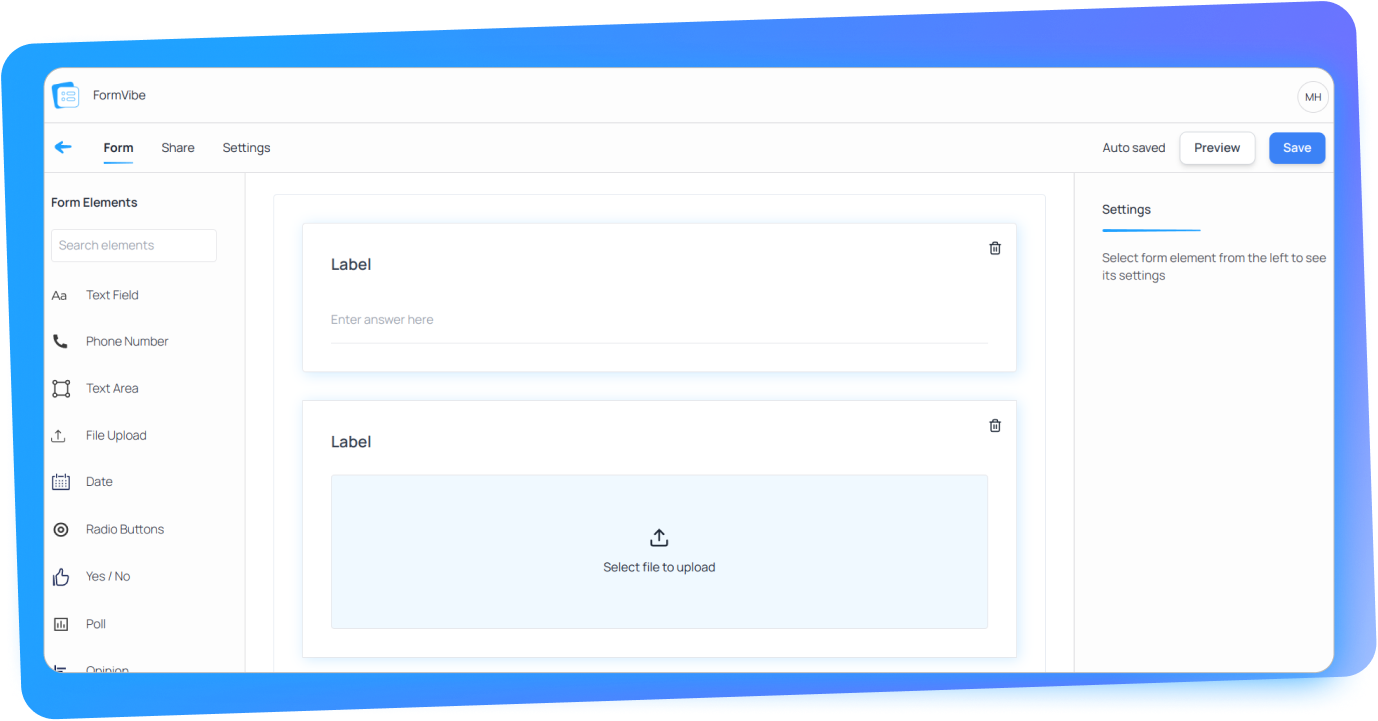 FormVibe
MH
Form
Share
Settings
Auto saved
Preview
Save
Form Elements
Search elements
Aa
Text Field
Phone Number
Text Area
File Upload
Date
Radio Buttons
Yes / No
Poll
Opinion
Label
Enter answer here
Label
Select file to upload
Settings
Select form element from the left to see
its settings